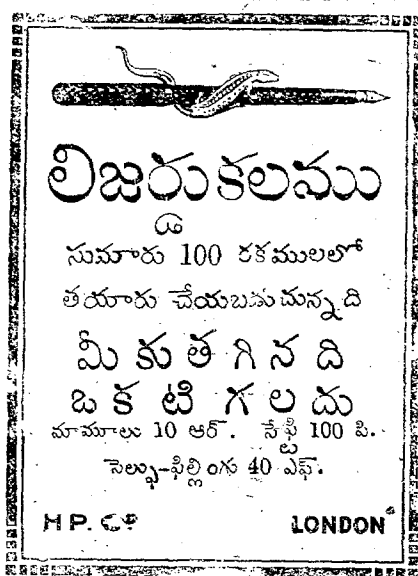 లిజర్డు కలము
సుమారు 100 రకములలో
తయారు చేయబడుచున్నది
మీకు తగినది
ఒకటి గలదు
మామూలు 10 ఆర్. సేఫ్టి 100 పి.
సెల్ఫు-ఫిల్లింగు 40 ఎఫ్.
H P.
LONDON